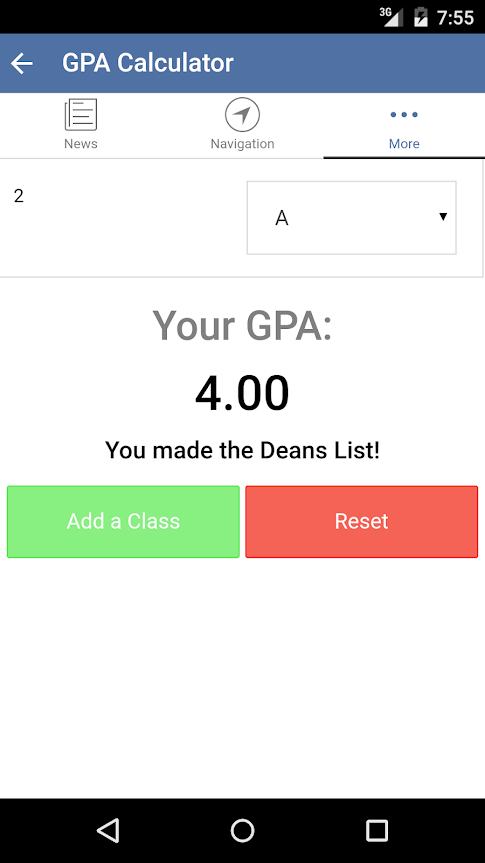 3G 7:55
GPA Calculator
News Navigation More
2 A
Your GPA:
4.00
You made the Deans List!
Add a Class Reset